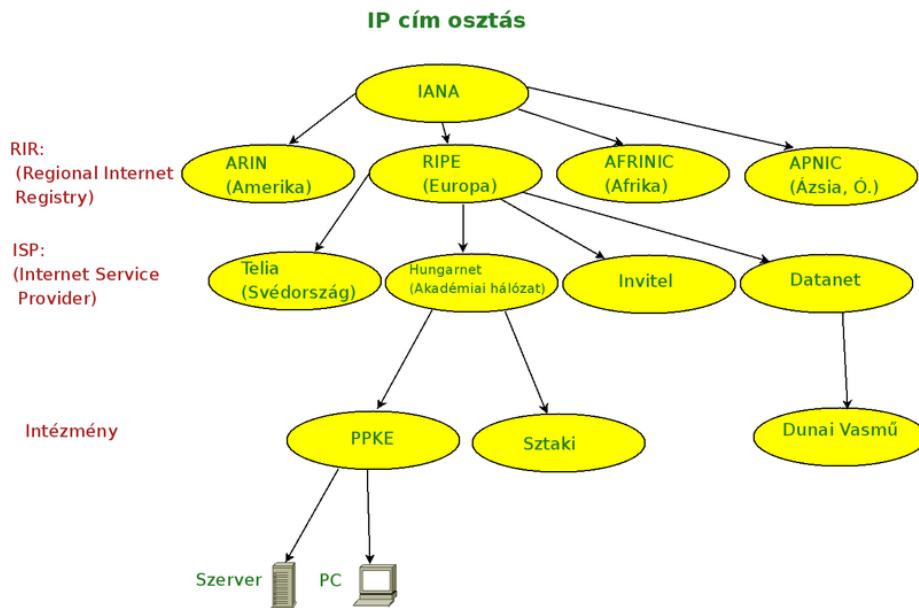 IP cím osztás
IANA
RIR:
(Regional Internet
Registry)
ARIN
(Amerika)
RIPE
(Europa)
AFRINIC
(Afrika)
APNIC
(Ázsia, Ó.)
ISP:
(Internet Service
Provider)
Telia
(Svédország)
Hungarnet
(Akadémiai hálózat)
Invitel
Datanet
Intézmény
PPKE
Sztaki
Dunai Vasmű
Szerver
PC